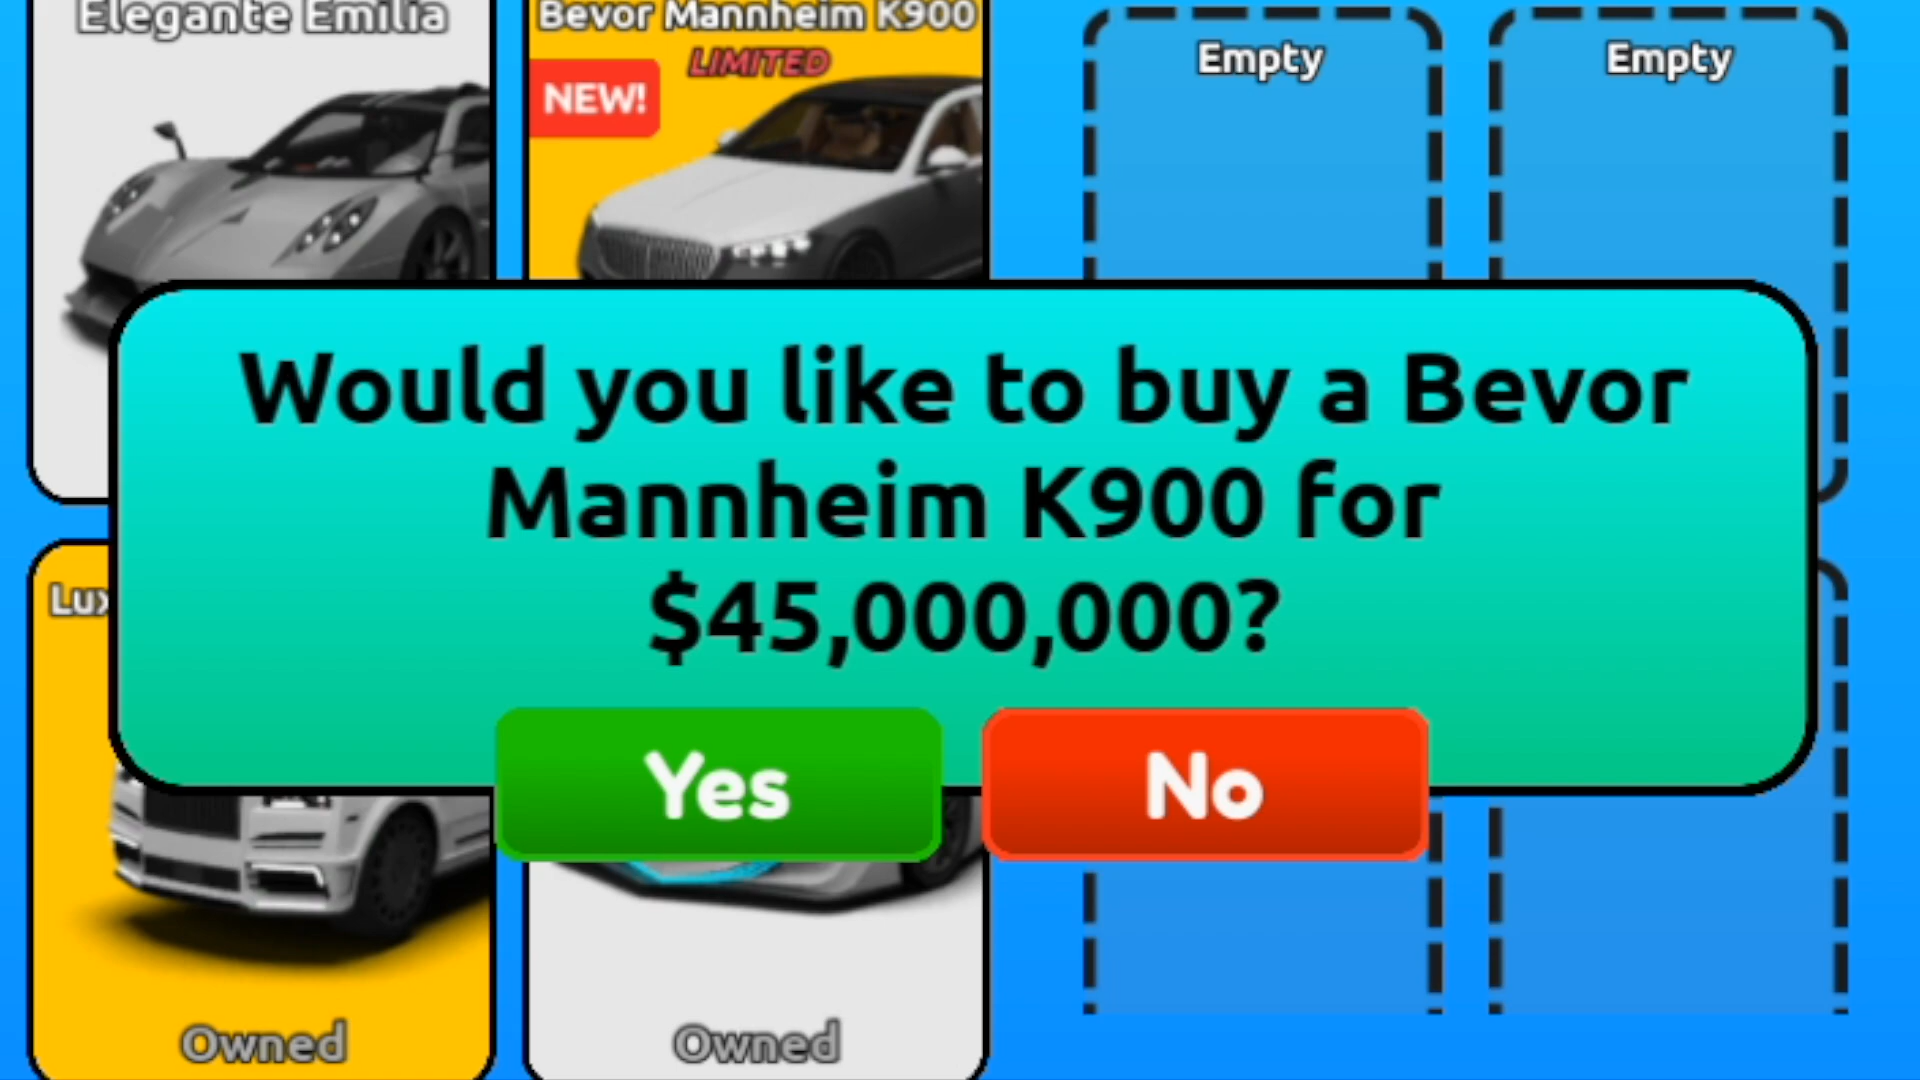 Elegante Emilia
Bevor Mannheim K900
LIMITED
NEW!
Empty
Empty
Would you like to buy a Bevor
Mannheim K900 for
$45,000,000?
Lux
Yes
No
Owned
Owned